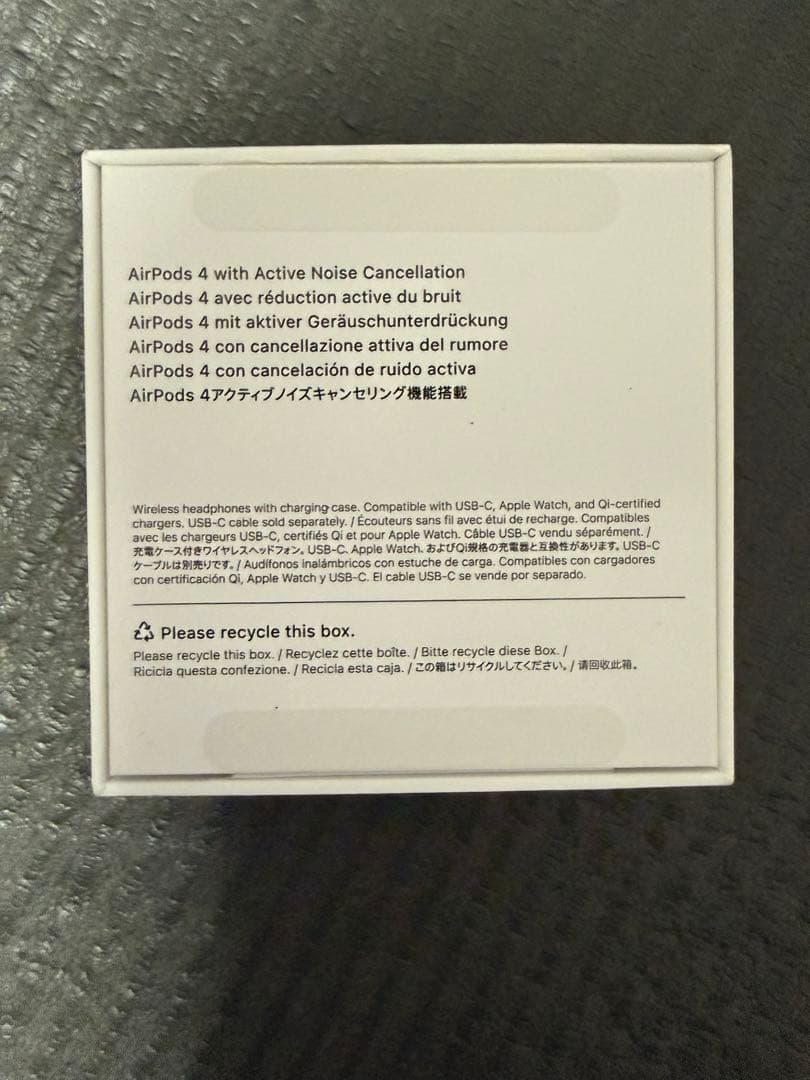 AirPods 4 with Active Noise Cancellation
AirPods 4 avec réduction active du bruit
AirPods 4 mit aktiver Geräuschunterdrückung
AirPods 4 con cancellazione attiva del rumore
AirPods 4 con cancelación de ruido activa
AirPods 4アクティブノイズキャンセリング機能搭載
Wireless headphones with charging case. Compatible with USB-C, Apple Watch, and Qi-certified
chargers. USB-C cable sold separately. / Écouteurs sans fil avec étui de recharge. Compatibles
avec les chargeurs USB-C, certifiés Qi et pour Apple Watch. Câble USB-C vendu séparément. /
充電ケース付きワイヤレスヘッドフォン。USB-C、Apple Watch、およびQi規格の充電器と互換性があります。USB-C
ケーブルは別売りです。/ Audífonos inalámbricos con estuche de carga. Compatibles con cargadores
con certificación Qi, Apple Watch y USB-C. El cable USB-C se vende por separado.
Please recycle this box.
Please recycle this box. / Recyclez cette boîte. / Bitte recycle diese Box. /
Ricicla questa confezione. / Recicla esta caja. / この箱はリサイクルしてください。/ 请回收此箱。